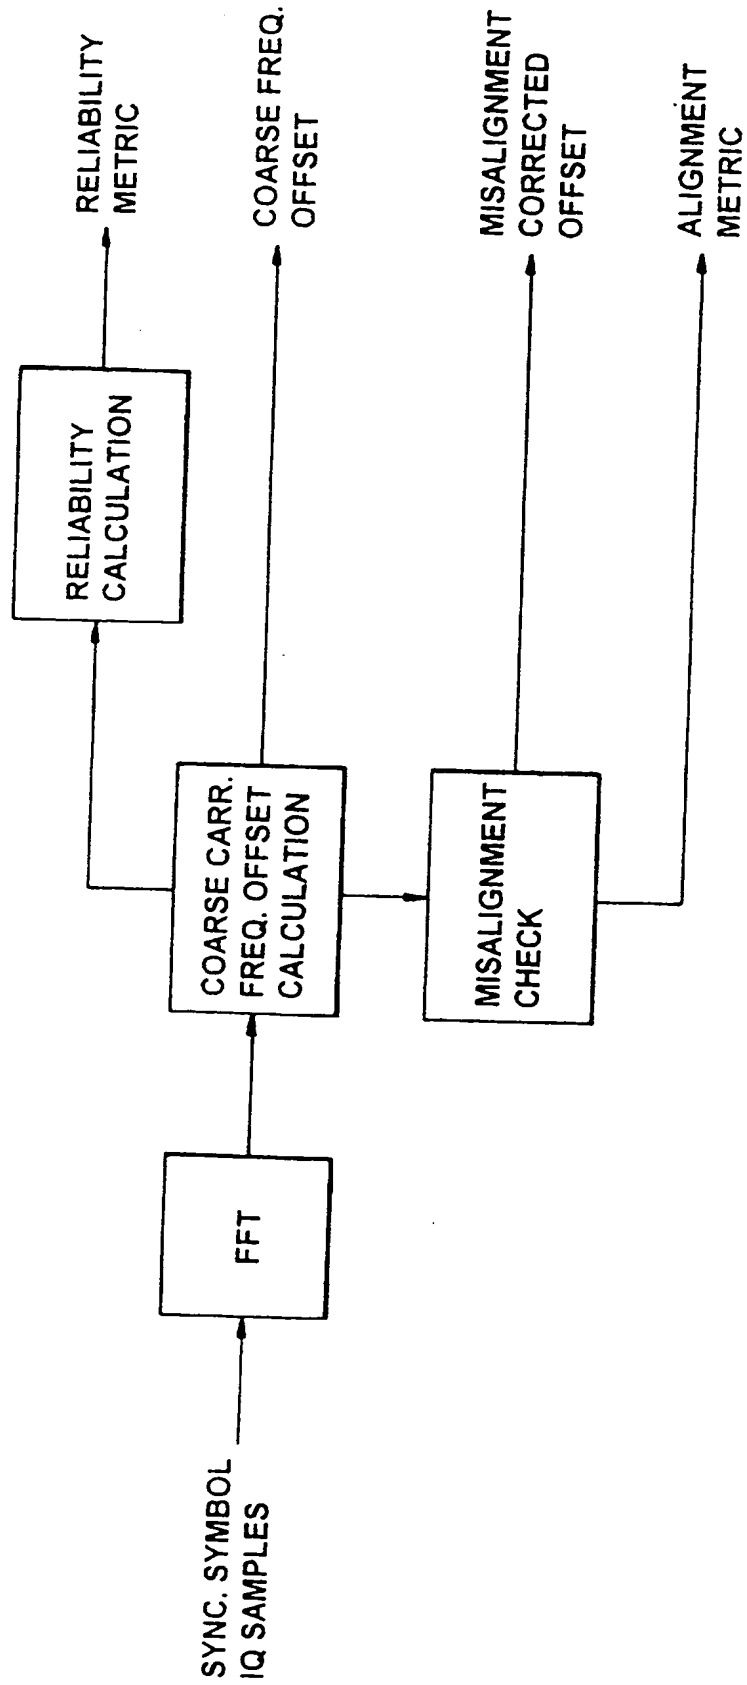 SYNC. SYMBOL
IQ SAMPLES
FFT
COARSE CARR.
FREQ. OFFSET
CALCULATION
RELIABILITY
CALCULATION
RELIABILITY
METRIC
COARSE FREQ.
OFFSET
MISALIGNMENT
CHECK
MISALIGNMENT
CORRECTED
OFFSET
ALIGNMENT
METRIC